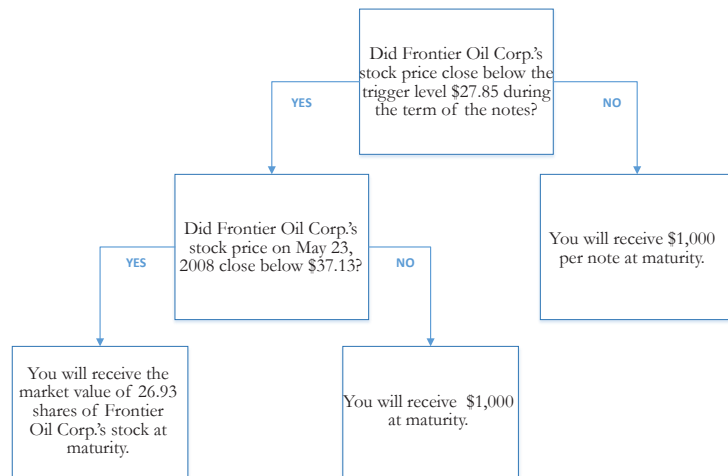 Did Frontier Oil Corp.'s
stock price close below the
trigger level $27.85 during
the term of the notes?
YES
NO
Did Frontier Oil Corp.'s
stock price on May 23,
2008 close below $37.13?
You will receive $1,000
per note at maturity.
YES
NO
You will receive the
market value of 26.93
shares of Frontier
Oil Corp.'s stock at
maturity.
You will receive $1,000
at maturity.